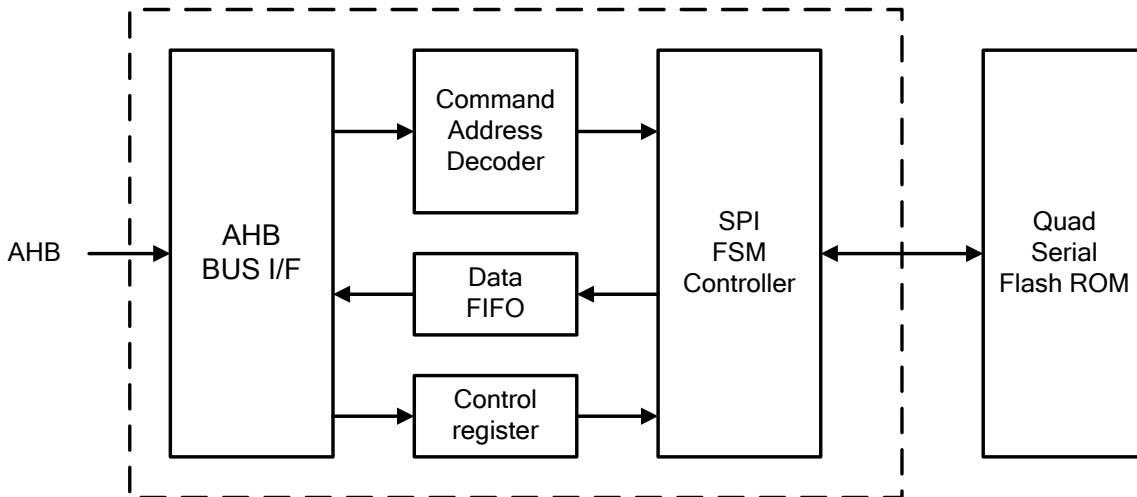 AHB
AHB
BUS I/F
Command
Address
Decoder
Data
FIFO
Control
register
SPI
FSM
Controller
Quad
Serial
Flash ROM